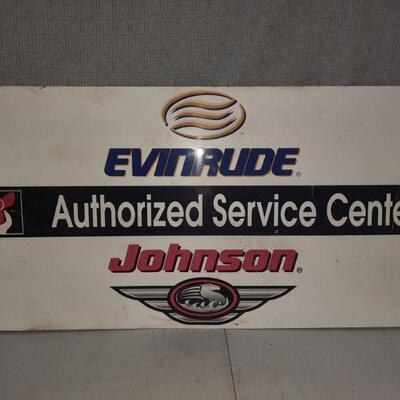 EVINRUDE®
Authorized Service Cente
Johnson®